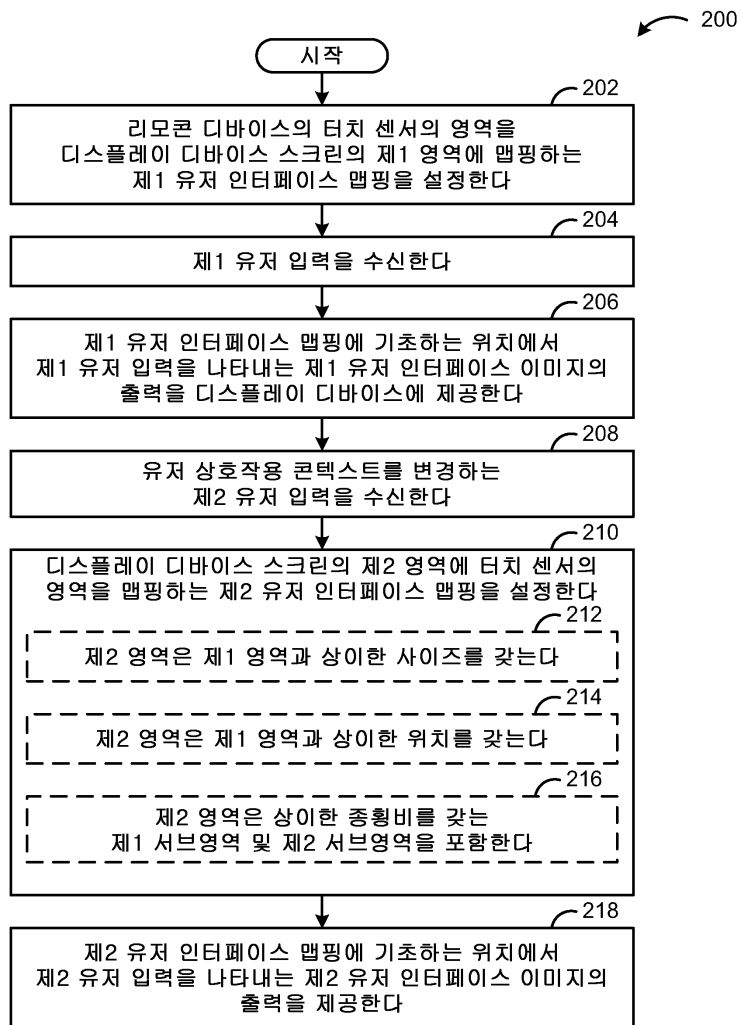 200
시작
202
리모콘 디바이스의 터치 센서의 영역을
디스플레이 디바이스 스크린의 제1 영역에 맵핑하는
제1 유저 인터페이스 맵핑을 설정한다
204
제1 유저 입력을 수신한다
206
제1 유저 인터페이스 맵핑에 기초하는 위치에서
제1 유저 입력을 나타내는 제1 유저 인터페이스 이미지의
출력을 디스플레이 디바이스에 제공한다
208
유저 상호작용 콘텍스트를 변경하는
제2 유저 입력을 수신한다
210
디스플레이 디바이스 스크린의 제2 영역에 터치 센서의
영역을 맵핑하는 제2 유저 인터페이스 맵핑을 설정한다
212
제2 영역은 제1 영역과 상이한 사이즈를 갖는다
214
제2 영역은 제1 영역과 상이한 위치를 갖는다
216
제2 영역은 상이한 종횡비를 갖는
제1 서브영역 및 제2 서브영역을 포함한다
218
제2 유저 인터페이스 맵핑에 기초하는 위치에서
제2 유저 입력을 나타내는 제2 유저 인터페이스 이미지의
출력을 제공한다